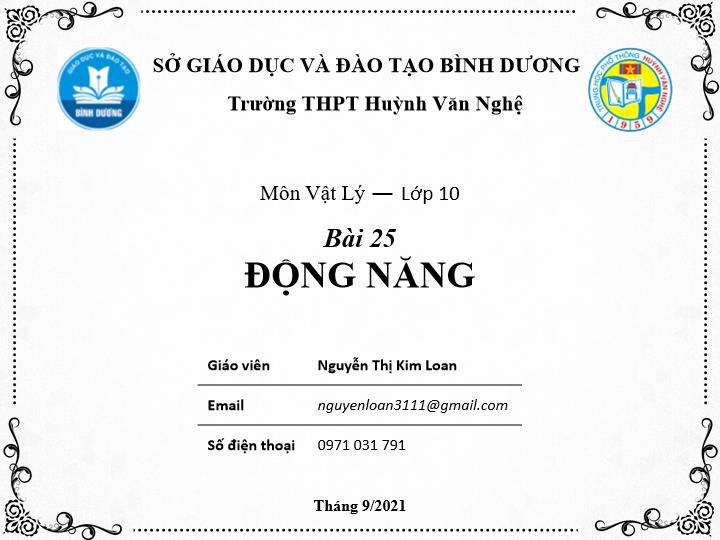 SỞ GIÁO DỤC VÀ ĐÀO TẠO BÌNH DƯƠNG
Trường THPT Huỳnh Văn Nghệ
GIÁO DỤC VÀ ĐÀO TẠO
BÌNH DƯƠNG
TRUNG HỌC PHỔ THÔNG HUỲNH VĂN NGHỆ
1959
Môn Vật Lý — Lớp 10
Bài 25
ĐỘNG NĂNG
Giáo viên Nguyễn Thị Kim Loan
Email nguyenloan3111@gmail.com
Số điện thoại 0971 031 791
Tháng 9/2021